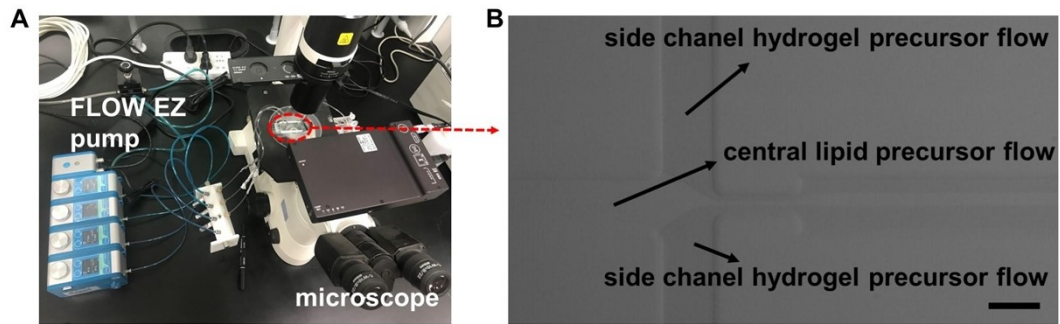 A
FLOW EZ
pump
microscope
B
side chanel hydrogel precursor flow
central lipid precursor flow
side chanel hydrogel precursor flow